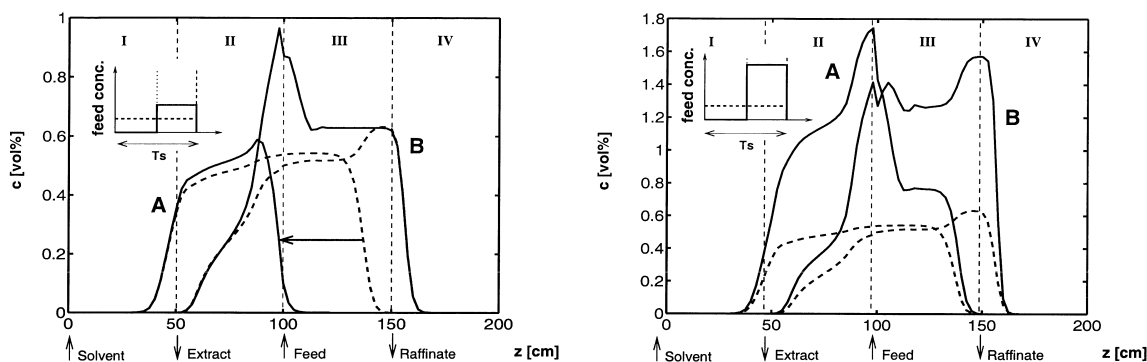 1
I
II
III
IV
0.8
feed conc.
Ts
0.6
c [vol%]
B
0.4
A
0.2
0
0
50
100
150
200
Solvent
Extract
Feed
Raffinate
z [cm]
1.8
I
II
III
IV
1.6
A
1.4
feed conc.
Ts
1.2
B
1
c [vol%]
0.8
0.6
0.4
0.2
0
0
50
100
150
200
Solvent
Extract
Feed
Raffinate
z [cm]